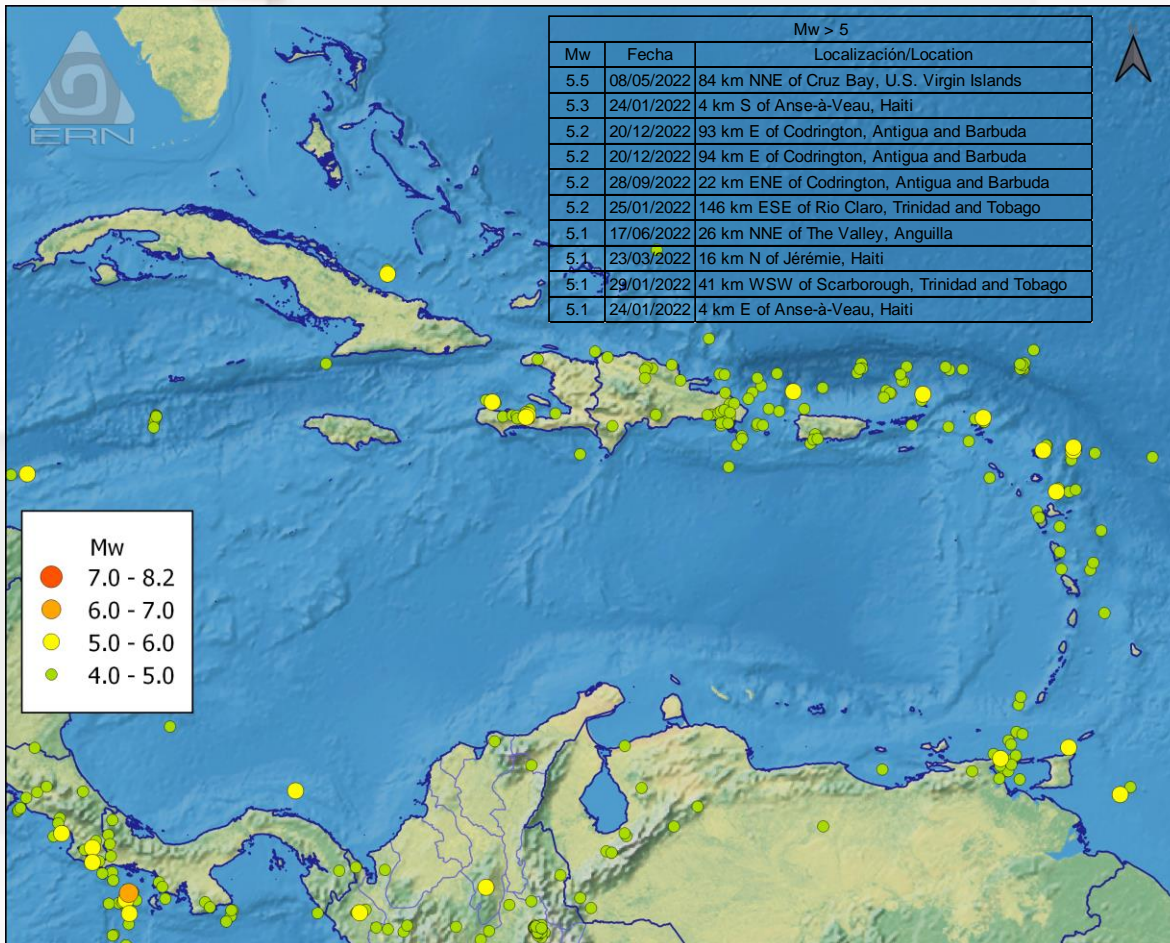 ERN
Mw > 5
Mw Fecha Localización/Location
5.5 08/05/2022 84 km NNE of Cruz Bay, U.S. Virgin Islands
5.3 24/01/2022 4 km S of Anse-à-Veau, Haiti
5.2 20/12/2022 93 km E of Codrington, Antigua and Barbuda
5.2 20/12/2022 94 km E of Codrington, Antigua and Barbuda
5.2 28/09/2022 22 km ENE of Codrington, Antigua and Barbuda
5.2 25/01/2022 146 km ESE of Rio Claro, Trinidad and Tobago
5.1 17/06/2022 26 km NNE of The Valley, Anguilla
5.1 23/03/2022 16 km N of Jérémie, Haiti
5.1 29/01/2022 41 km WSW of Scarborough, Trinidad and Tobago
5.1 24/01/2022 4 km E of Anse-à-Veau, Haiti
Mw
7.0 - 8.2
6.0 - 7.0
5.0 - 6.0
4.0 - 5.0